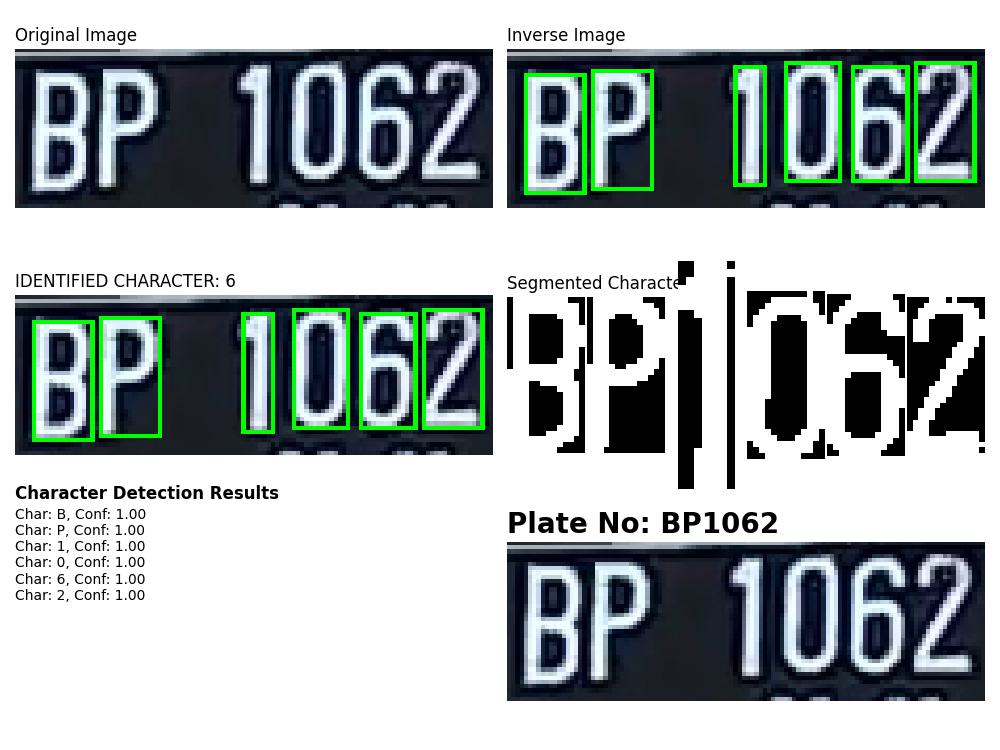 Original Image
BP 1062
Inverse Image
BP 1062
IDENTIFIED CHARACTER: 6
BP 1062
Segmented Characte
BP1062
Character Detection Results
Char: B, Conf: 1.00
Char: P, Conf: 1.00
Char: 1, Conf: 1.00
Char: 0, Conf: 1.00
Char: 6, Conf: 1.00
Char: 2, Conf: 1.00
Plate No: BP1062
BP 1062